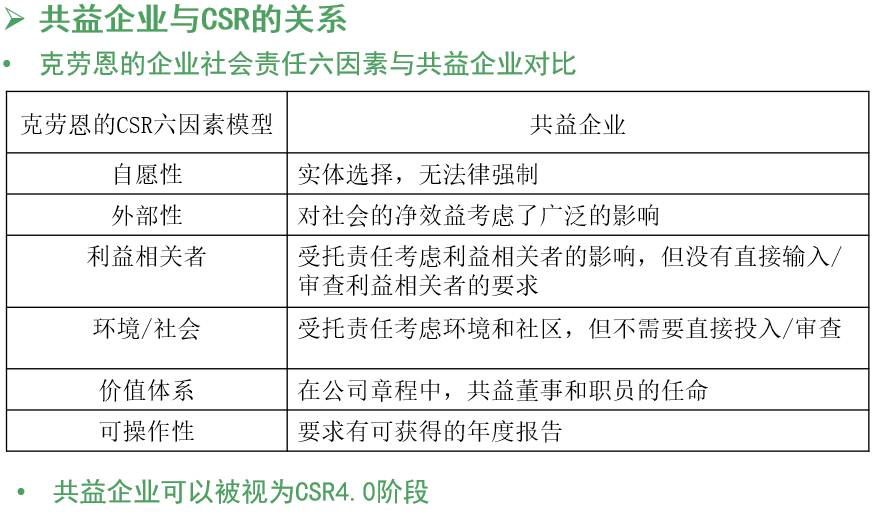 ➢ 共益企业与CSR的关系
• 克劳恩的企业社会责任六因素与共益企业对比
克劳恩的CSR六因素模型 共益企业
自愿性 实体选择，无法律强制
外部性 对社会的净效益考虑了广泛的影响
利益相关者 受托责任考虑利益相关者的影响，但没有直接输入/
审查利益相关者的要求
环境/社会 受托责任考虑环境和社区，但不需要直接投入/审查
价值体系 在公司章程中，共益董事和职员的任命
可操作性 要求有可获得的年度报告
• 共益企业可以被视为CSR4.0阶段